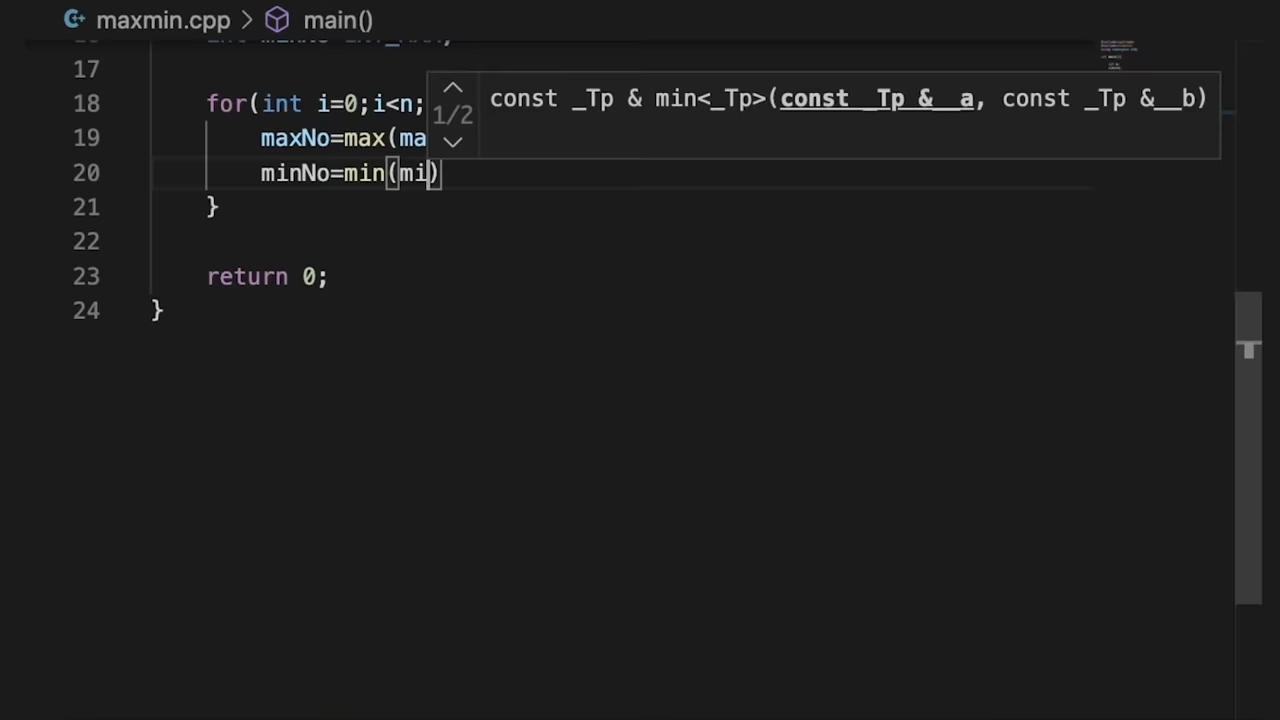 maxmin.cpp > main()
17
18 for(int i=0;i<n;
19 maxNo=max(ma
20 minNo=min(mi)
21 }
22
23 return 0;
24 }
1/2 const _Tp & min<_Tp>(const _Tp &__a, const _Tp &__b)